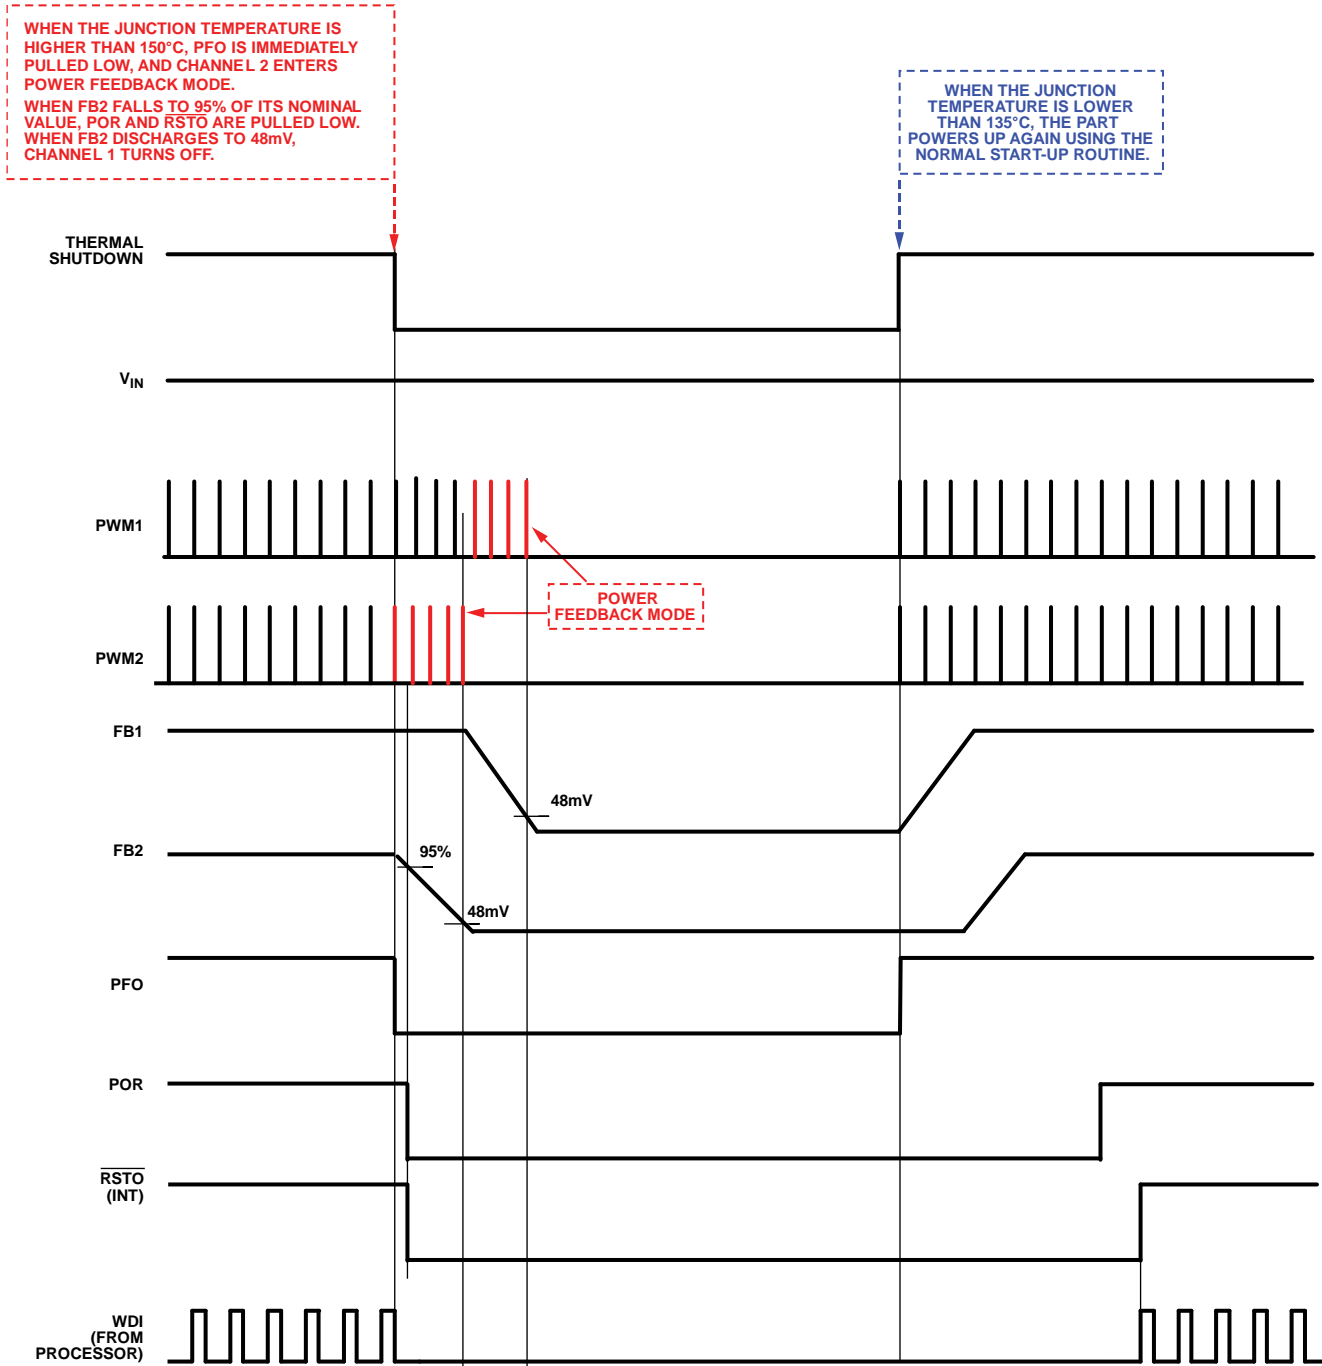 WHEN THE JUNCTION TEMPERATURE IS
HIGHER THAN 150°C, PFO IS IMMEDIATELY
PULLED LOW, AND CHANNEL 2 ENTERS
POWER FEEDBACK MODE.
WHEN FB2 FALLS TO 95% OF ITS NOMINAL
VALUE, POR AND RSTO ARE PULLED LOW.
WHEN FB2 DISCHARGES TO 48mV,
CHANNEL 1 TURNS OFF.
WHEN THE JUNCTION
TEMPERATURE IS LOWER
THAN 135°C, THE PART
POWERS UP AGAIN USING THE
NORMAL START-UP ROUTINE.
THERMAL
SHUTDOWN
VIN
PWM1
POWER
FEEDBACK MODE
PWM2
FB1
48mV
FB2
95%
48mV
PFO
POR
RSTO
(INT)
WDI
(FROM
PROCESSOR)